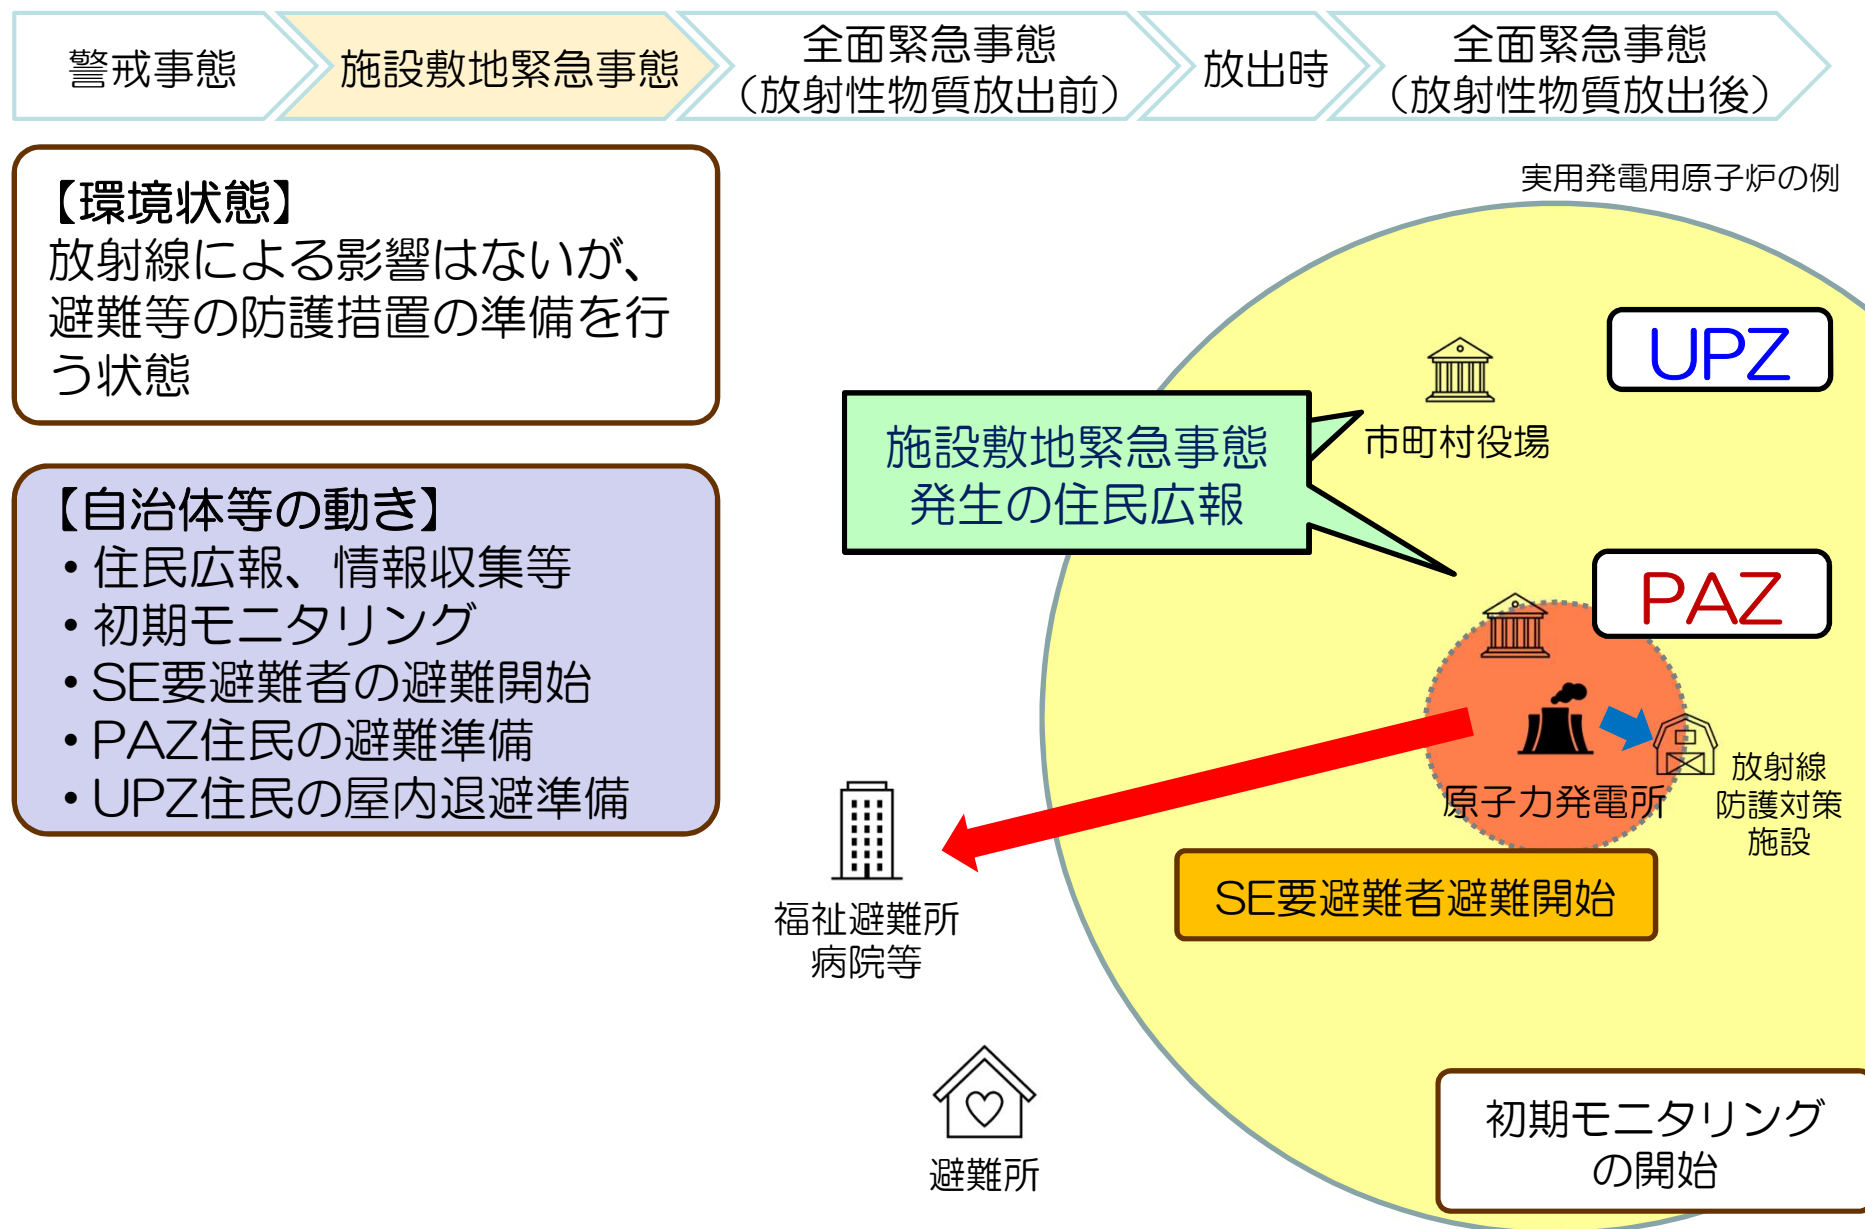 警戒事態
施設敷地緊急事態
全面緊急事態
（放射性物質放出前）
放出時
全面緊急事態
（放射性物質放出後）
【環境状態】
放射線による影響はないが、
避難等の防護措置の準備を行
う状態
【自治体等の動き】
・住民広報、情報収集等
・初期モニタリング
・SE要避難者の避難開始
・PAZ住民の避難準備
・UPZ住民の屋内退避準備
実用発電用原子炉の例
UPZ
市町村役場
施設敷地緊急事態
発生の住民広報
PAZ
原子力発電所
放射線
防護対策
施設
SE要避難者避難開始
福祉避難所
病院等
避難所
初期モニタリング
の開始